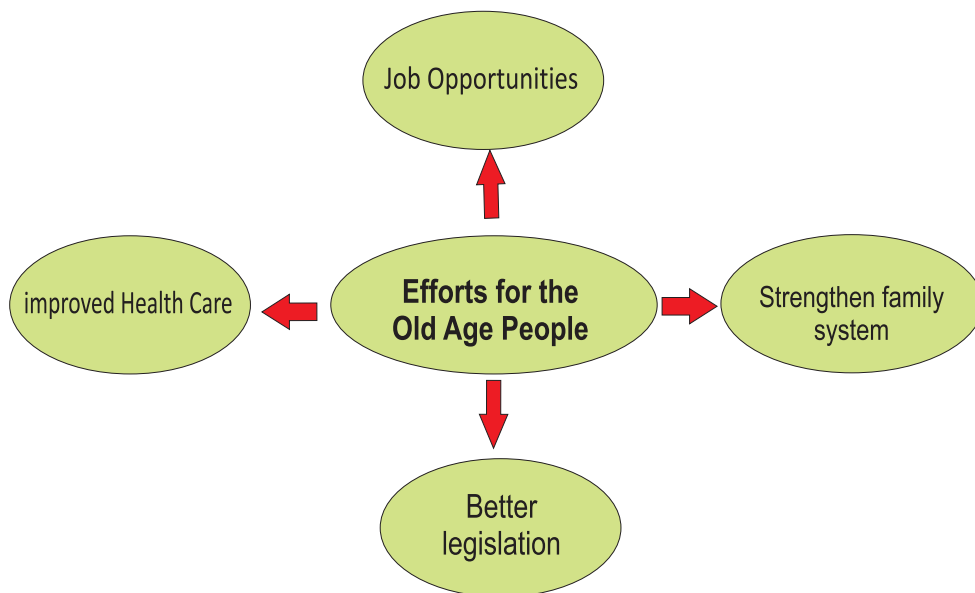 Job Opportunities
improved Health Care
Efforts for the
Old Age People
Strengthen family
system
Better
legislation